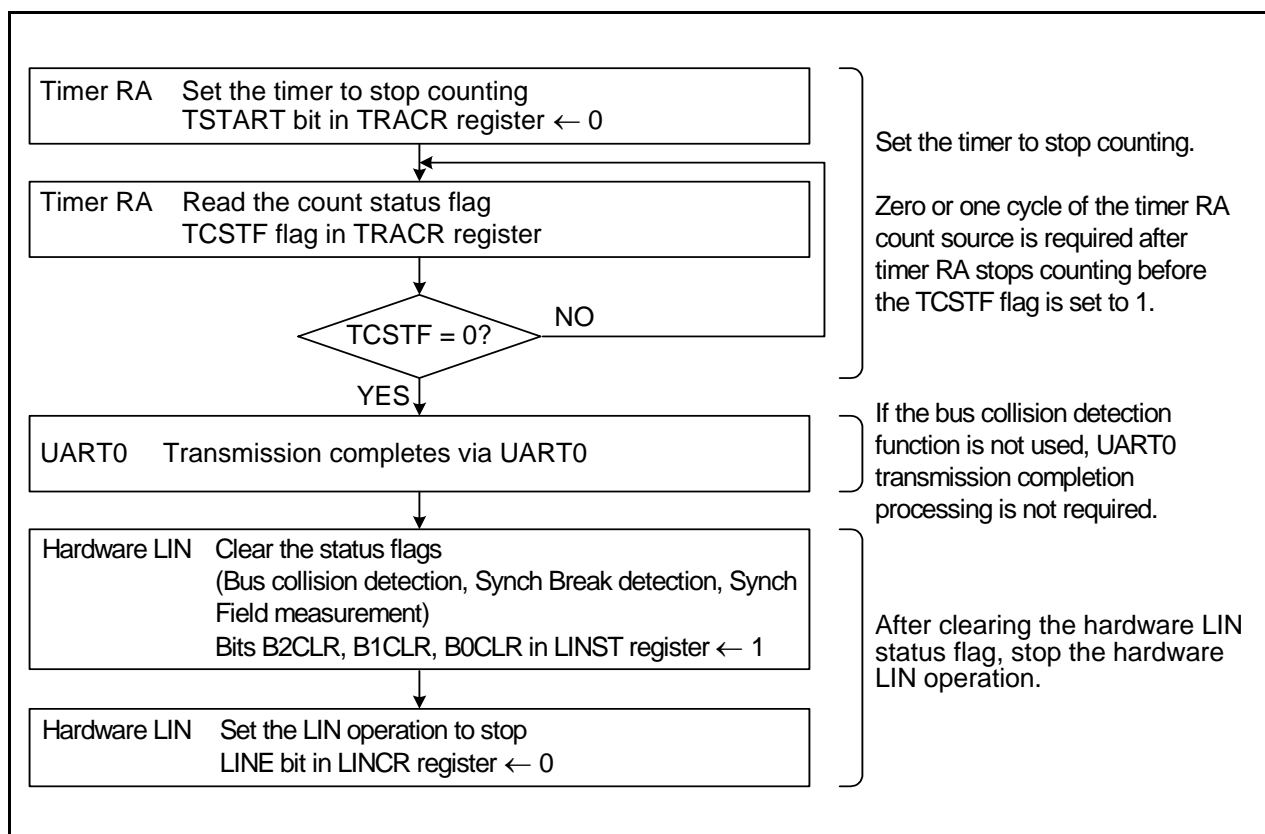 Timer RA Set the timer to stop counting
TSTART bit in TRACR register ← 0
Set the timer to stop counting.
Timer RA Read the count status flag
TCSTF flag in TRACR register
Zero or one cycle of the timer RA
count source is required after
timer RA stops counting before
the TCSTF flag is set to 1.
TCSTF = 0?
NO
YES
UART0 Transmission completes via UART0
If the bus collision detection
function is not used, UART0
transmission completion
processing is not required.
Hardware LIN Clear the status flags
(Bus collision detection, Synch Break detection, Synch
Field measurement)
Bits B2CLR, B1CLR, B0CLR in LINST register ← 1
After clearing the hardware LIN
status flag, stop the hardware
LIN operation.
Hardware LIN Set the LIN operation to stop
LINE bit in LINCR register ← 0